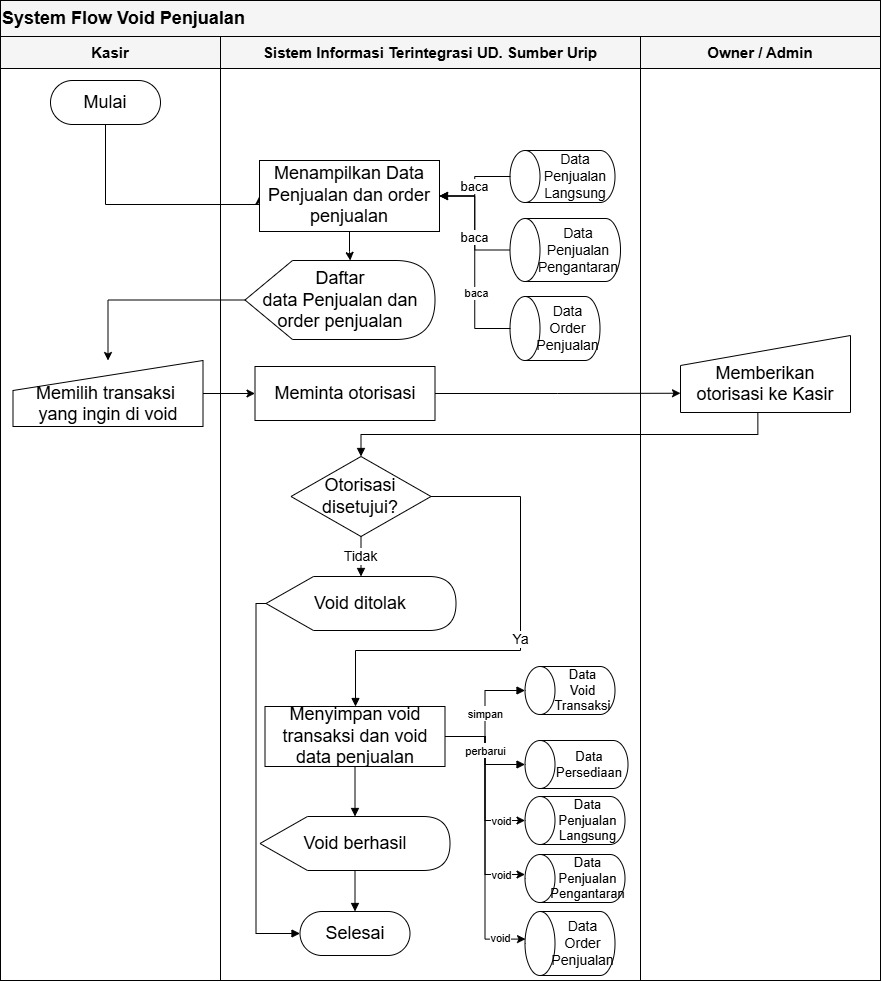 System Flow Void Penjualan
Kasir
Sistem Informasi Terintegrasi UD. Sumber Urip
Owner / Admin
Mulai
Menampilkan Data
Penjualan dan order
penjualan
baca
Data
Penjualan
Langsung
baca
Data
Penjualan
Pengantaran
baca
Data
Order
Penjualan
Daftar
data Penjualan dan
order penjualan
Memilih transaksi
yang ingin di void
Meminta otorisasi
Memberikan
otorisasi ke Kasir
Otorisasi
disetujui?
Tidak
Void ditolak
Ya
Menyimpan void
transaksi dan void
data penjualan
simpan
Data
Void
Transaksi
perbarui
Data
Persediaan
void
Data
Penjualan
Langsung
void
Data
Penjualan
Pengantaran
void
Data
Order
Penjualan
Void berhasil
Selesai